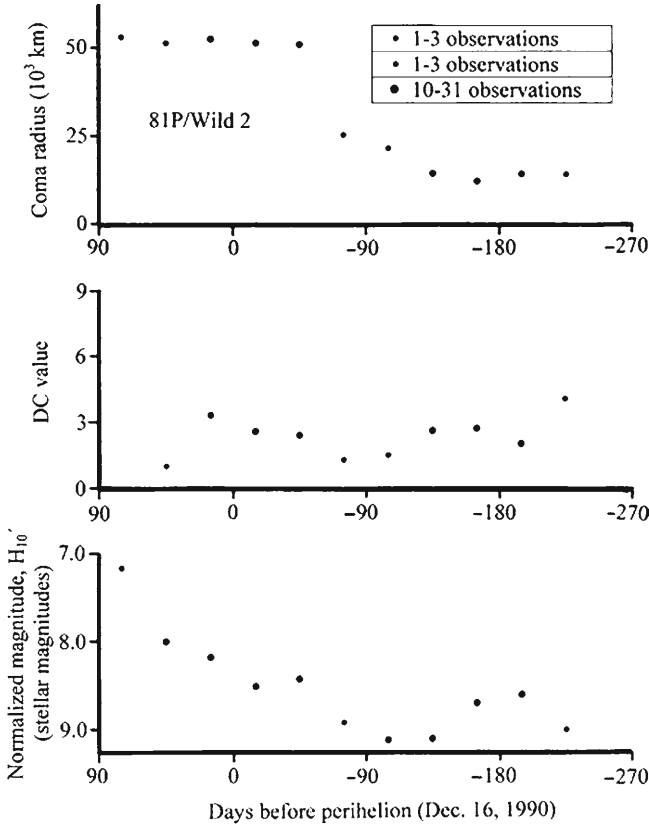 1-3 observations
1-3 observations
10-31 observations
81P/Wild 2
Coma radius (10³ km)
50
25
0
90 0 −90 −180 −270
DC value
9
6
3
0
90 0 −90 −180 −270
Normalized magnitude, H₁₀′
(stellar magnitudes)
7.0
8.0
9.0
90 0 −90 −180 −270
Days before perihelion (Dec. 16, 1990)